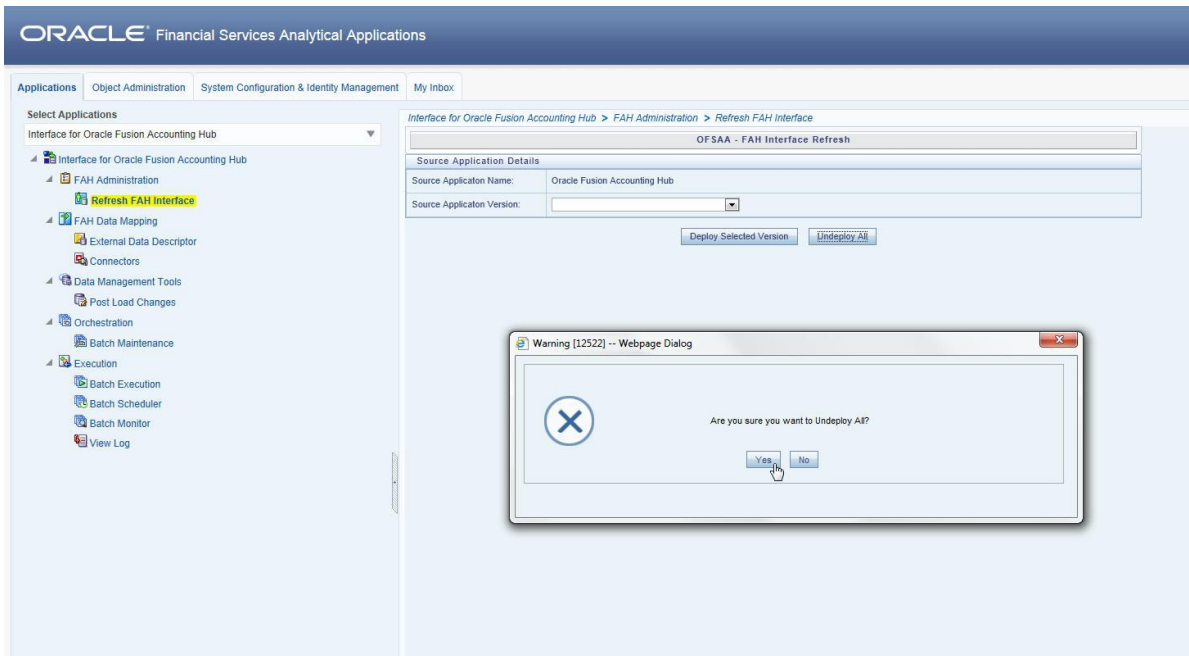 ORACLE® Financial Services Analytical Applications
Applications Object Administration System Configuration & Identity Management My Inbox
Select Applications
Interface for Oracle Fusion Accounting Hub
Interface for Oracle Fusion Accounting Hub
FAH Administration
Refresh FAH Interface
FAH Data Mapping
External Data Descriptor
Connectors
Data Management Tools
Post Load Changes
Orchestration
Batch Maintenance
Execution
Batch Execution
Batch Scheduler
Batch Monitor
View Log
Interface for Oracle Fusion Accounting Hub > FAH Administration > Refresh FAH Interface
OFSAA - FAH Interface Refresh
Source Application Details
Source Applicaton Name: Oracle Fusion Accounting Hub
Source Applicaton Version:
Deploy Selected Version Undeploy All
Warning [12522] -- Webpage Dialog
Are you sure you want to Undeploy All?
Yes No